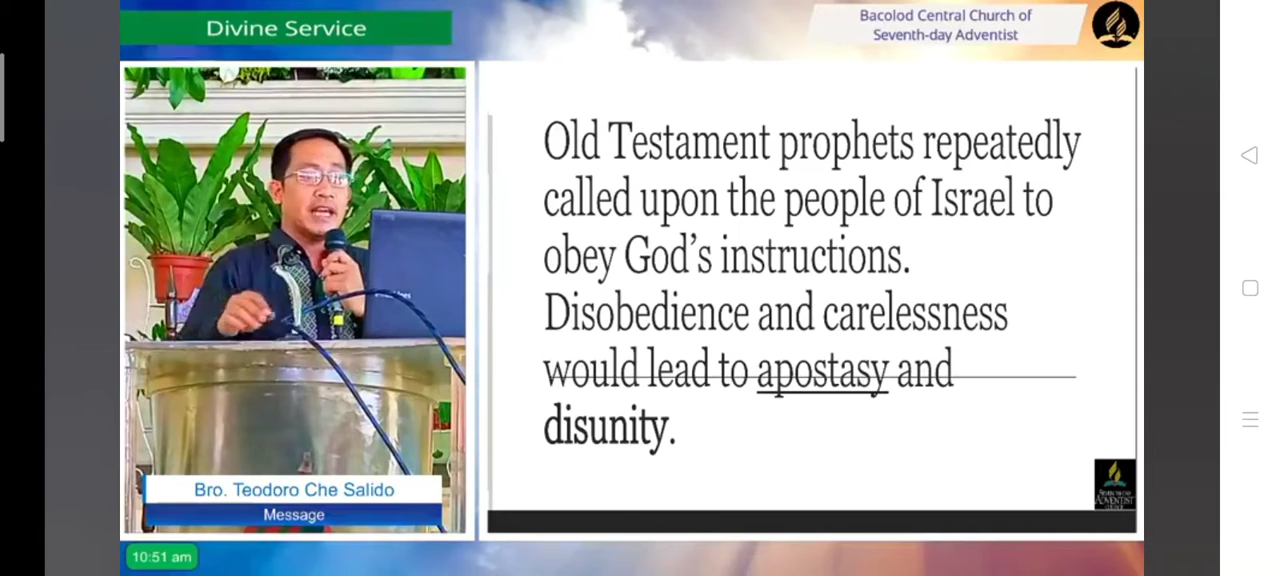 Divine Service
Bacolod Central Church of
Seventh-day Adventist
Old Testament prophets repeatedly
called upon the people of Israel to
obey God's instructions.
Disobedience and carelessness
would lead to apostasy and
disunity.
Bro. Teodoro Che Salido
Message
10:51 am